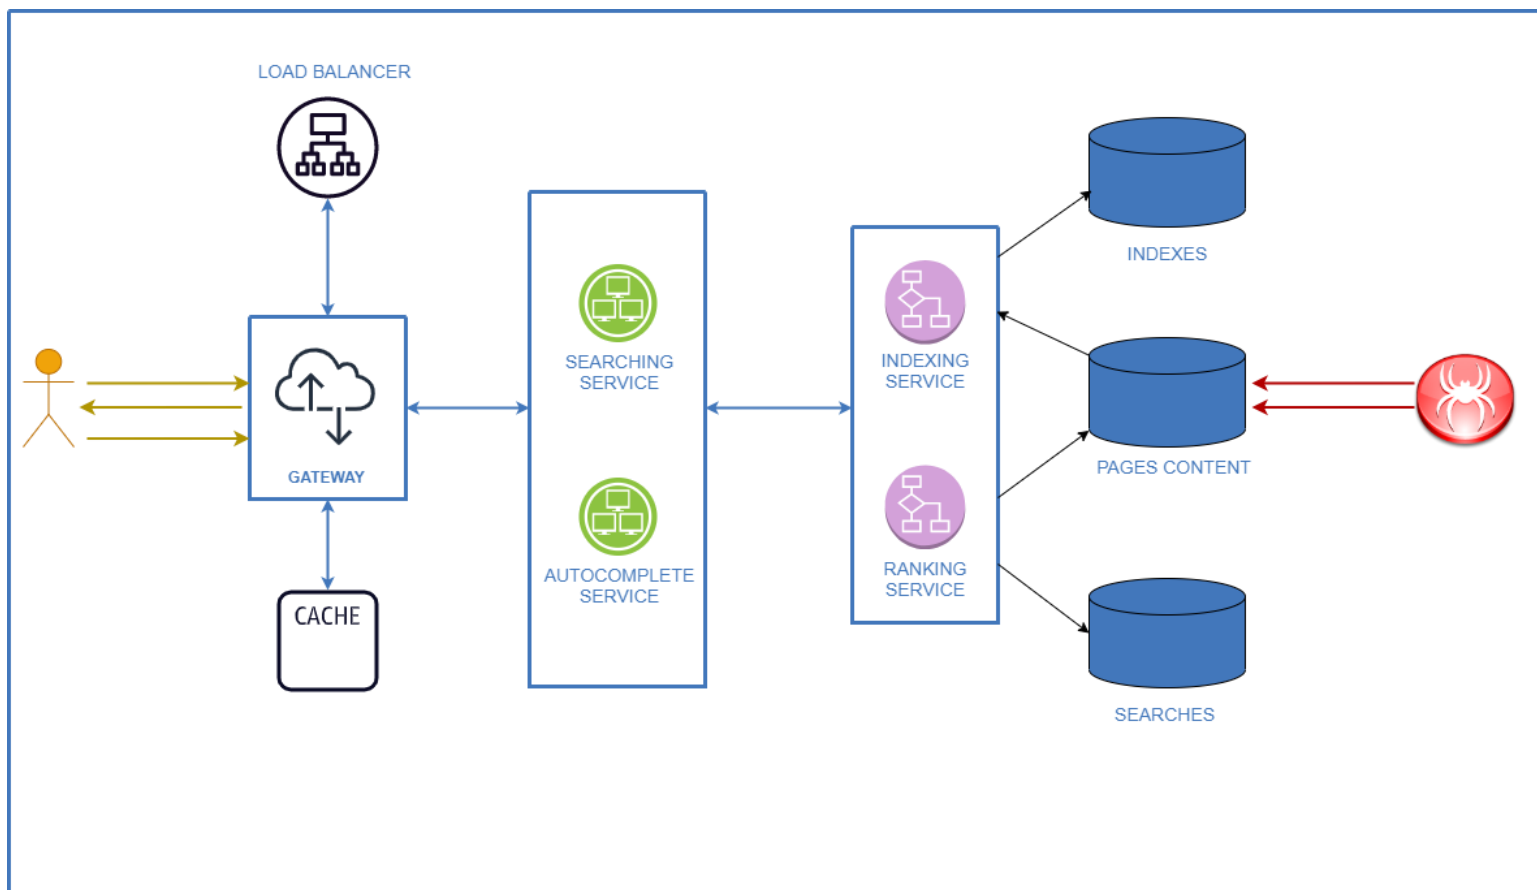 LOAD BALANCER
GATEWAY
CACHE
SEARCHING
SERVICE
AUTOCOMPLETE
SERVICE
INDEXING
SERVICE
RANKING
SERVICE
INDEXES
PAGES CONTENT
SEARCHES